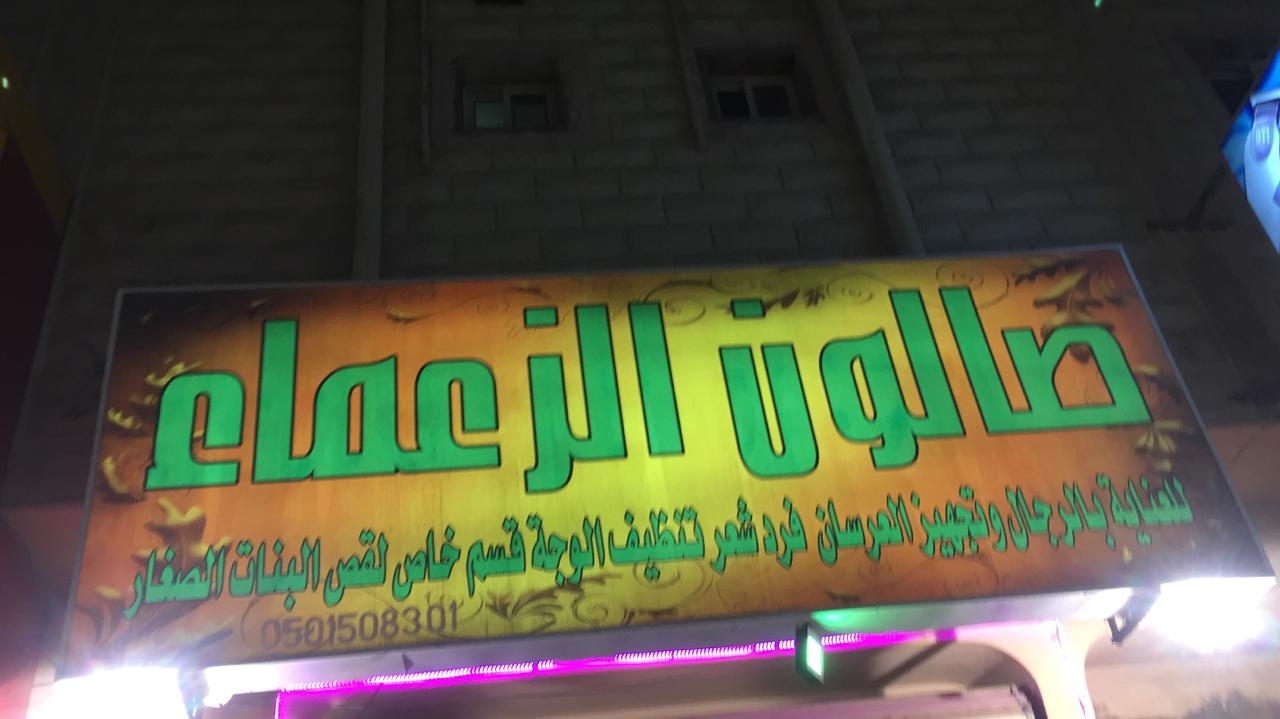 صالون الزعماء
للعناية بالرجال وتجهيز العرسان فرد شعر تنظيف الوجة قسم خاص لقص البنات الصغار
0501508301